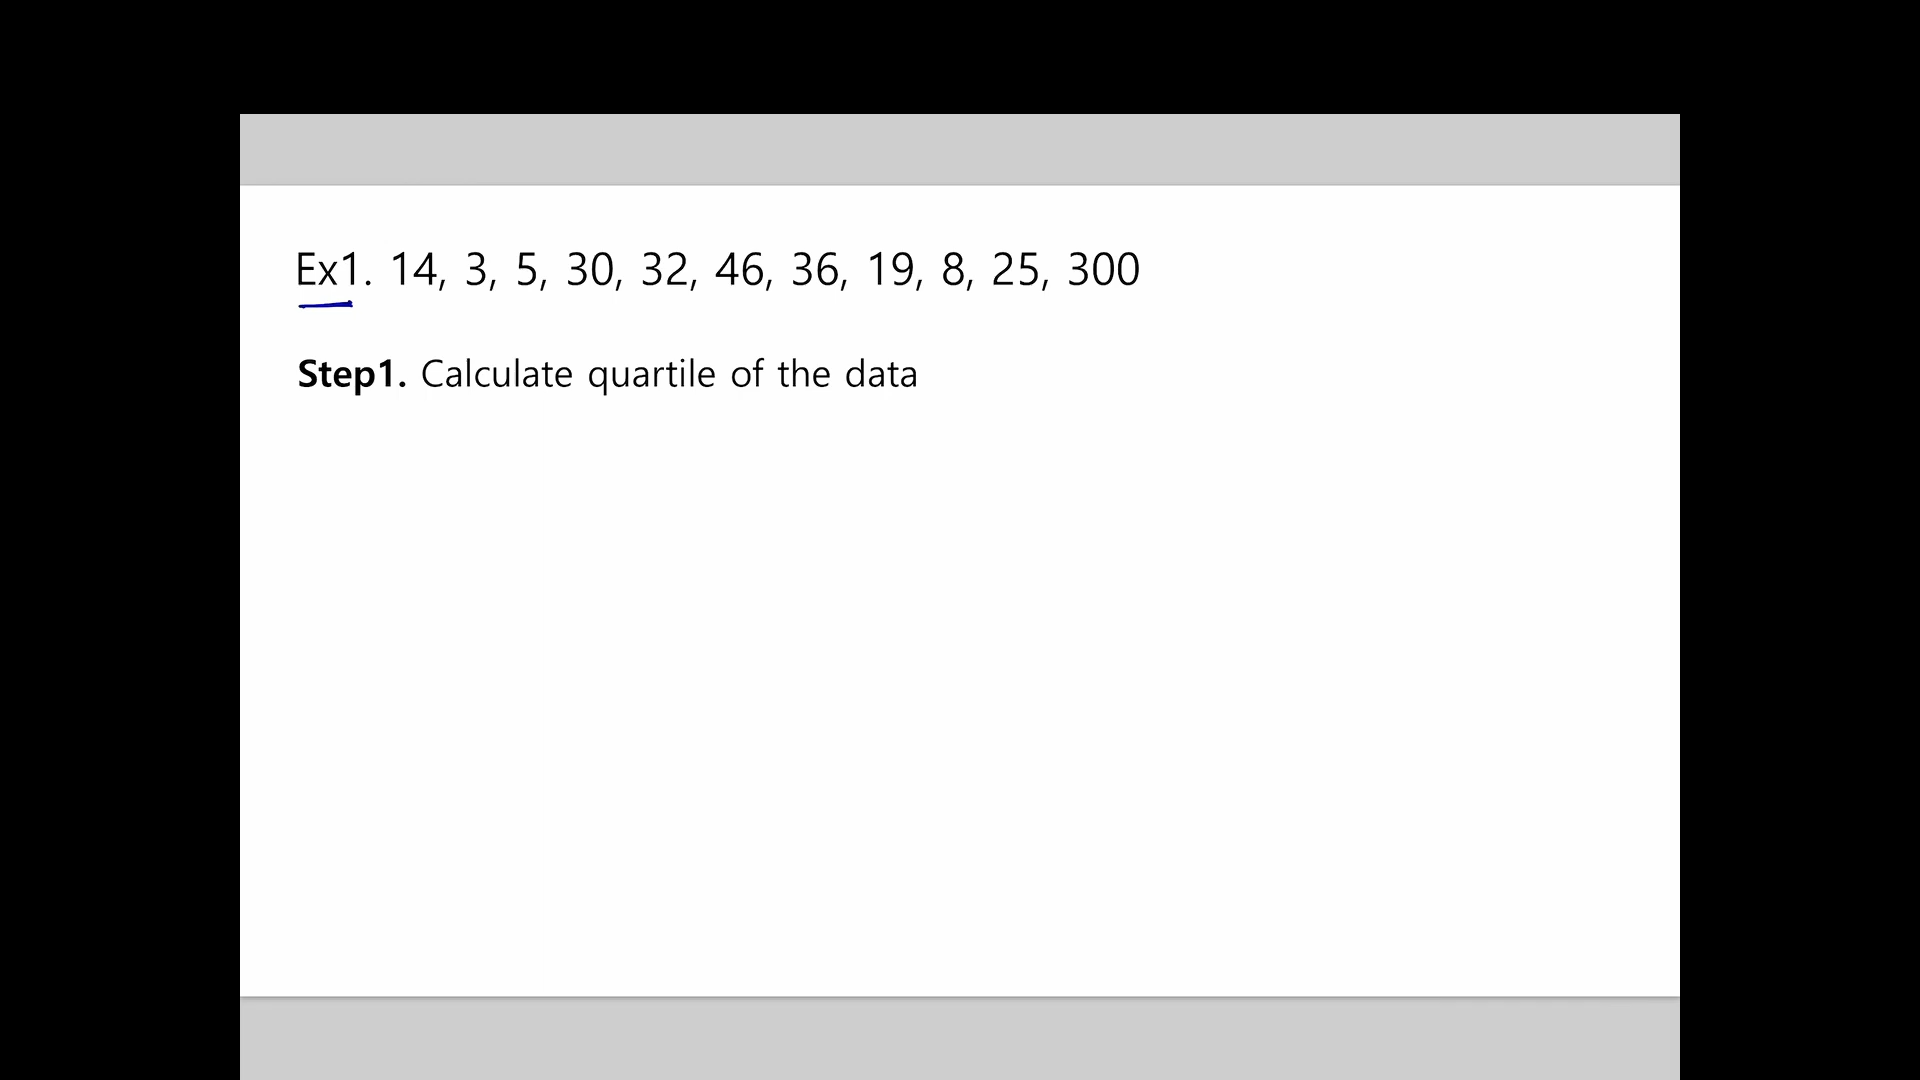 Ex1. 14, 3, 5, 30, 32, 46, 36, 19, 8, 25, 300
Step1. Calculate quartile of the data